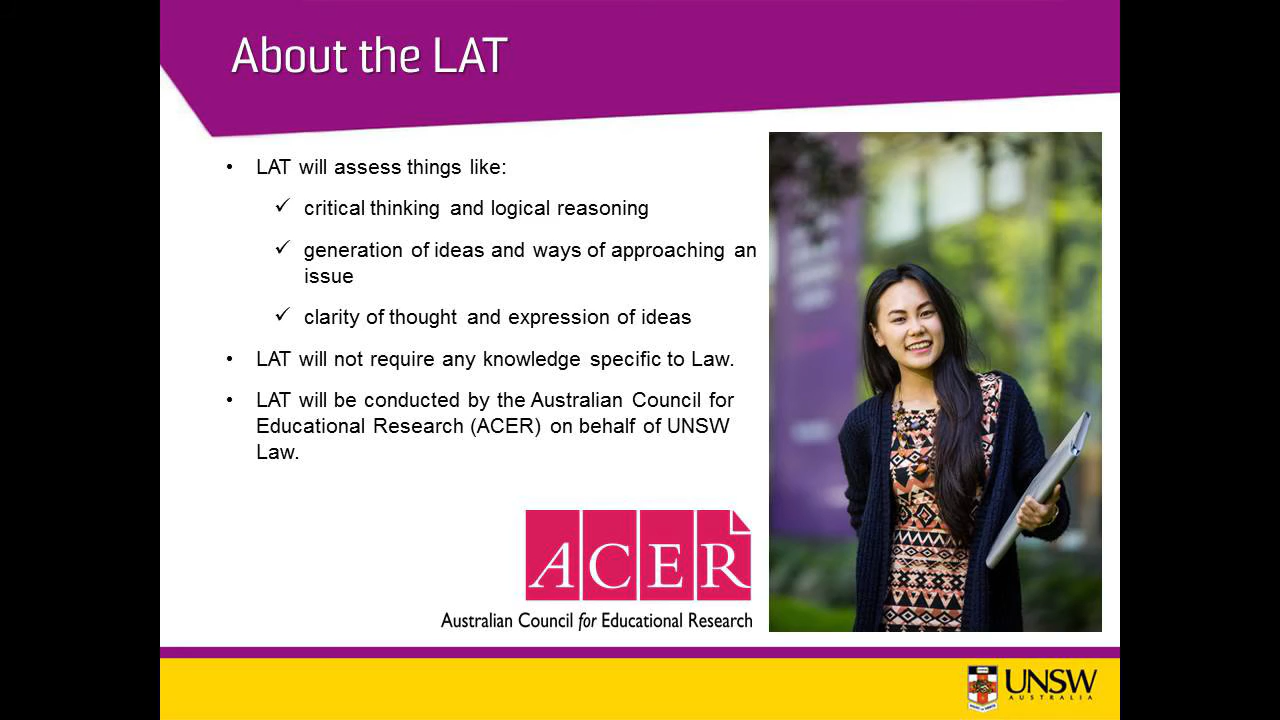 About the LAT
• LAT will assess things like:
✓ critical thinking and logical reasoning
✓ generation of ideas and ways of approaching an
issue
✓ clarity of thought and expression of ideas
• LAT will not require any knowledge specific to Law.
• LAT will be conducted by the Australian Council for
Educational Research (ACER) on behalf of UNSW
Law.
ACER
Australian Council for Educational Research
UNSW
AUSTRALIA